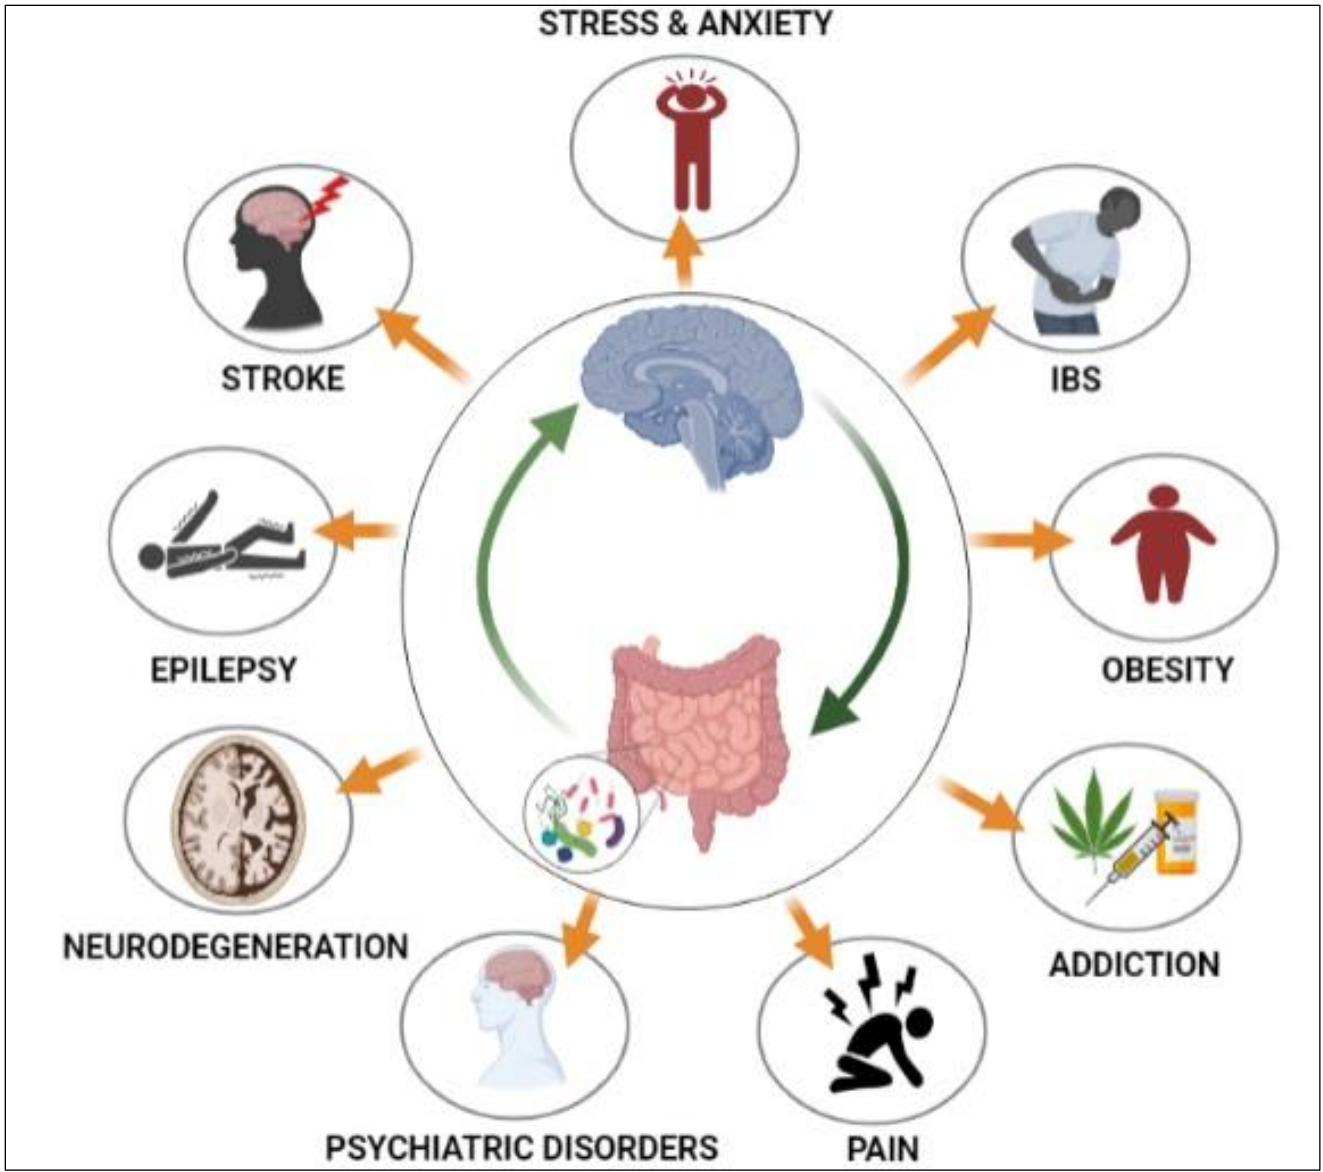 STRESS & ANXIETY
STROKE
IBS
EPILEPSY
OBESITY
NEURODEGENERATION
ADDICTION
PSYCHIATRIC DISORDERS
PAIN